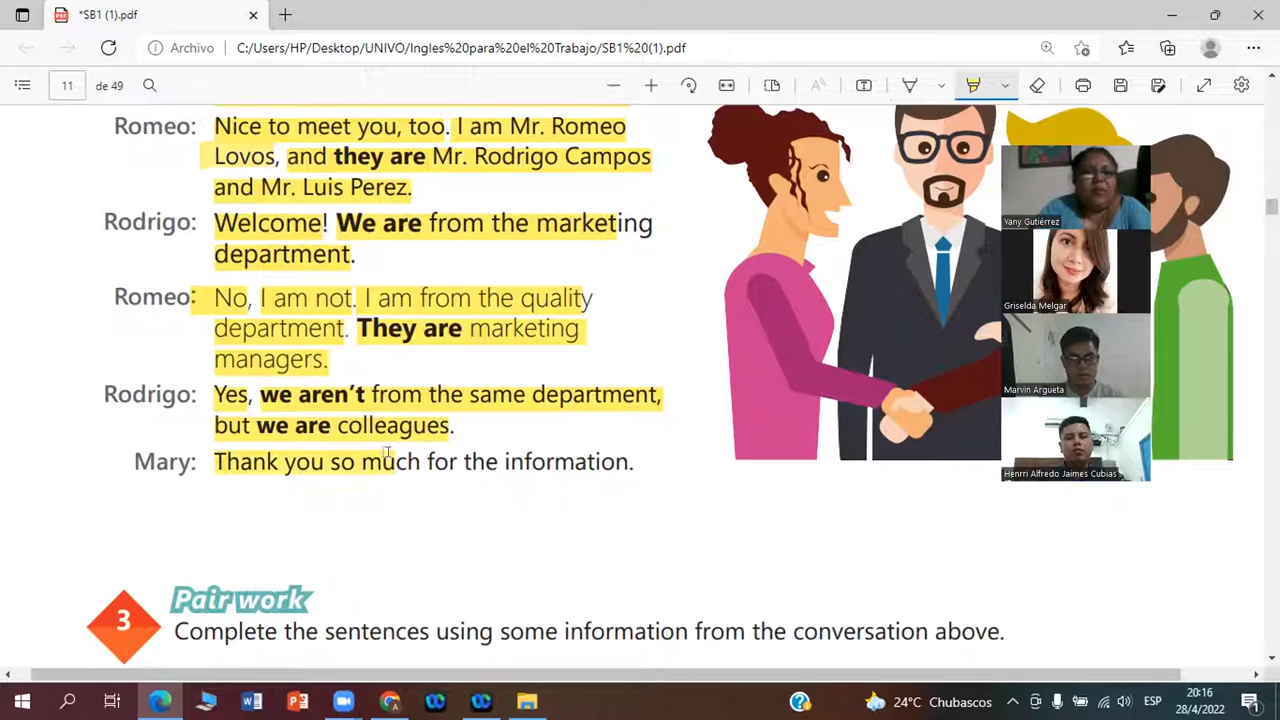 *SB1 (1).pdf
Archivo
C:/Users/HP/Desktop/UNIVO/Ingles%20para%20el%20Trabajo/SB1%20(1).pdf
11
de 49
Romeo:
Nice to meet you, too. I am Mr. Romeo
Lovos, and they are Mr. Rodrigo Campos
and Mr. Luis Perez.
Rodrigo:
Welcome! We are from the marketing
department.
Romeo:
No, I am not. I am from the quality
department. They are marketing
managers.
Rodrigo:
Yes, we aren't from the same department,
but we are colleagues.
Mary:
Thank you so much for the information.
Yany Gutiérrez
Griselda Melgar
Marvin Argueta
Henrri Alfredo Jaimes Cubias
3
Pair work
Complete the sentences using some information from the conversation above.
24°C Chubascos
ESP
20:16
28/4/2022